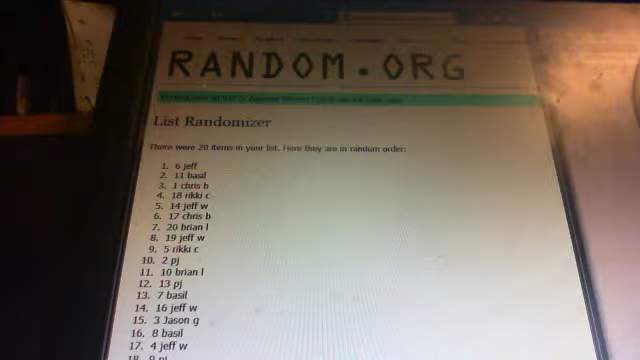 RANDOM.ORG
List Randomizer
There were 20 items in your list. Here they are in random order:
1. 6 jeff
2. 11 basil
3. 1 chris b
4. 18 rikki c
5. 14 jeff w
6. 17 chris b
7. 20 brian l
8. 19 jeff w
9. 5 rikki c
10. 2 pj
11. 10 brian l
12. 13 pj
13. 7 basil
14. 16 jeff w
15. 3 Jason g
16. 8 basil
17. 4 jeff w
18. 9 pj